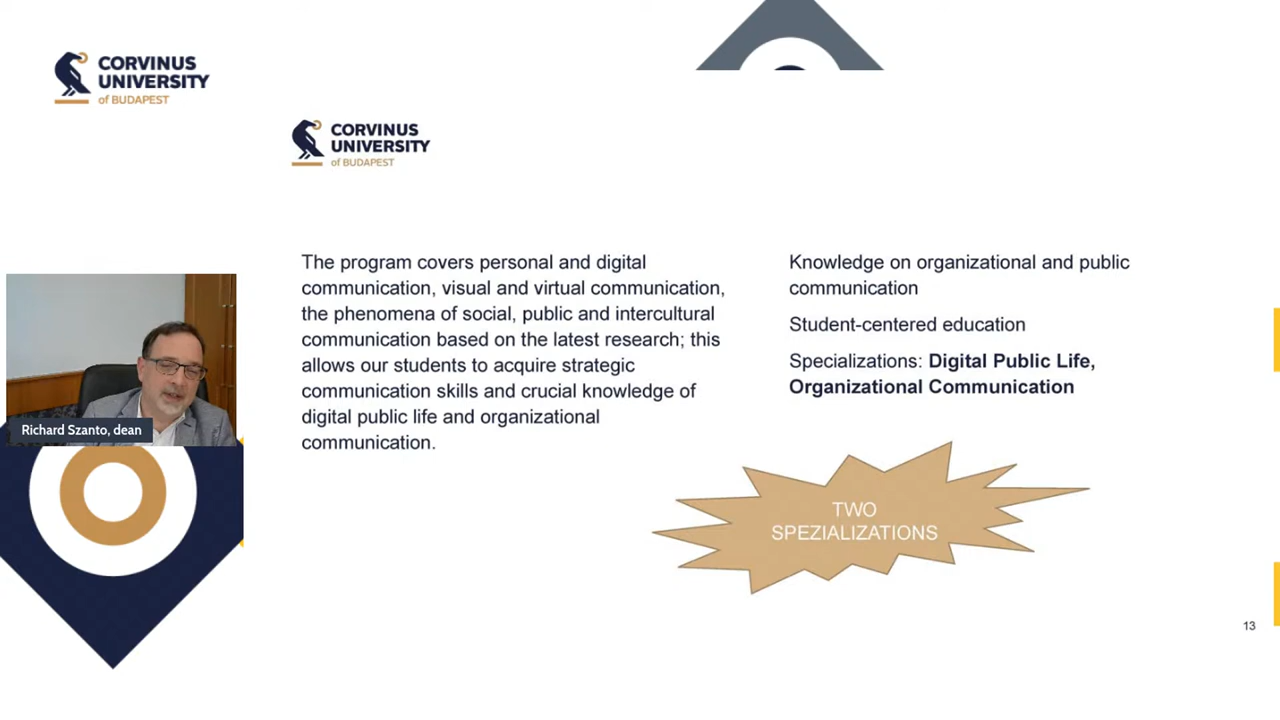 CORVINUS
UNIVERSITY
of BUDAPEST
CORVINUS
UNIVERSITY
of BUDAPEST
The program covers personal and digital
communication, visual and virtual communication,
the phenomena of social, public and intercultural
communication based on the latest research; this
allows our students to acquire strategic
communication skills and crucial knowledge of
digital public life and organizational
communication.
Knowledge on organizational and public
communication
Student-centered education
Specializations: Digital Public Life,
Organizational Communication
TWO
SPEZIALIZATIONS
Richard Szanto, dean
13